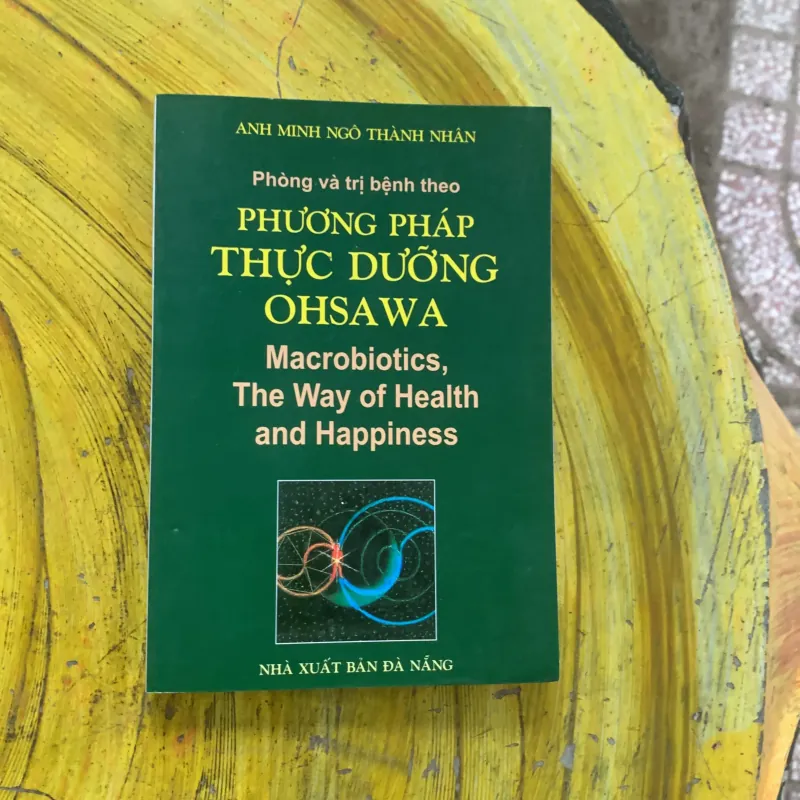 ANH MINH NGÔ THÀNH NHÂN
Phòng và trị bệnh theo
PHƯƠNG PHÁP
THỰC DƯỠNG
OHSAWA
Macrobiotics,
The Way of Health
and Happiness
NHÀ XUẤT BẢN ĐÀ NẴNG